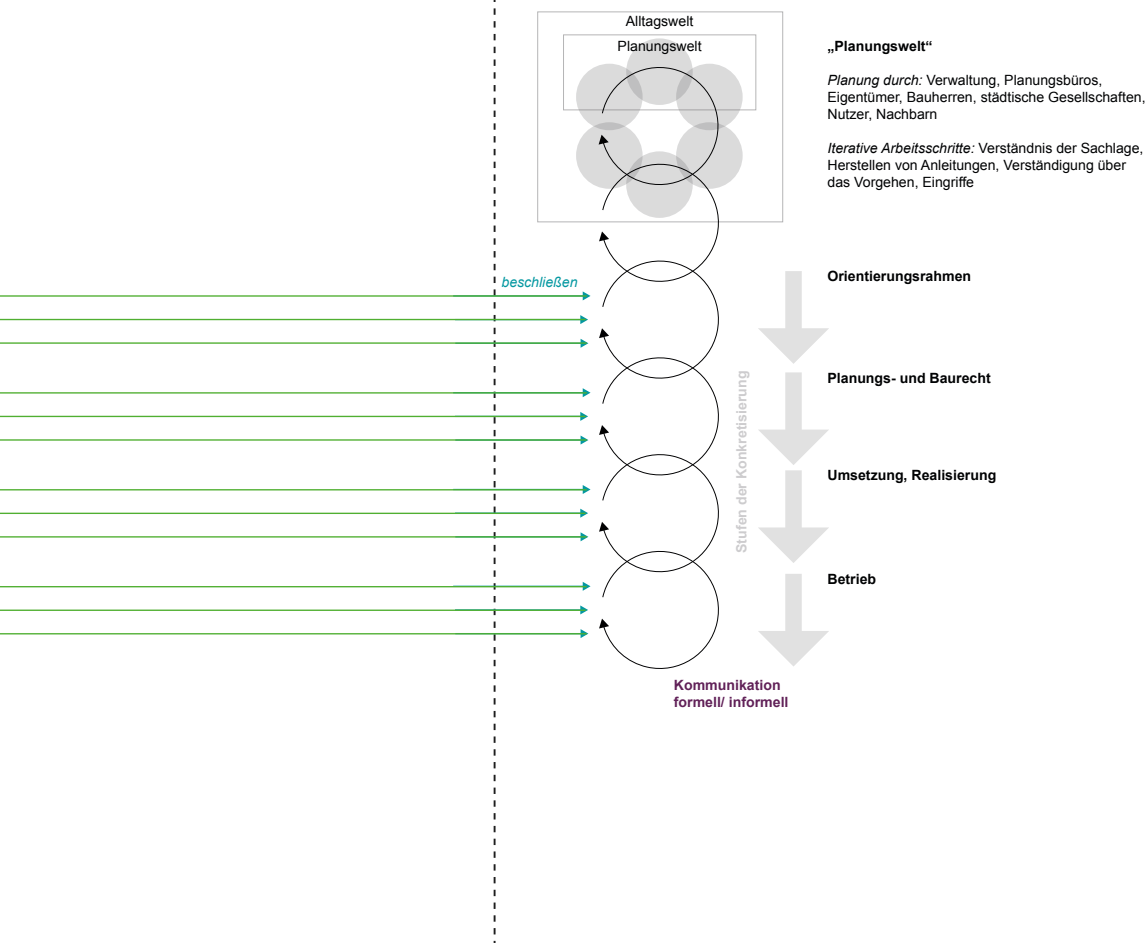 Alltagswelt
Planungswelt
„Planungswelt“
Planung durch: Verwaltung, Planungsbüros,
Eigentümer, Bauherren, städtische Gesellschaften,
Nutzer, Nachbarn
Iterative Arbeitsschritte: Verständnis der Sachlage,
Herstellen von Anleitungen, Verständigung über
das Vorgehen, Eingriffe
beschließen
Orientierungsrahmen
Planungs- und Baurecht
Stufen der Konkretisierung
Umsetzung, Realisierung
Betrieb
Kommunikation
formell/ informell